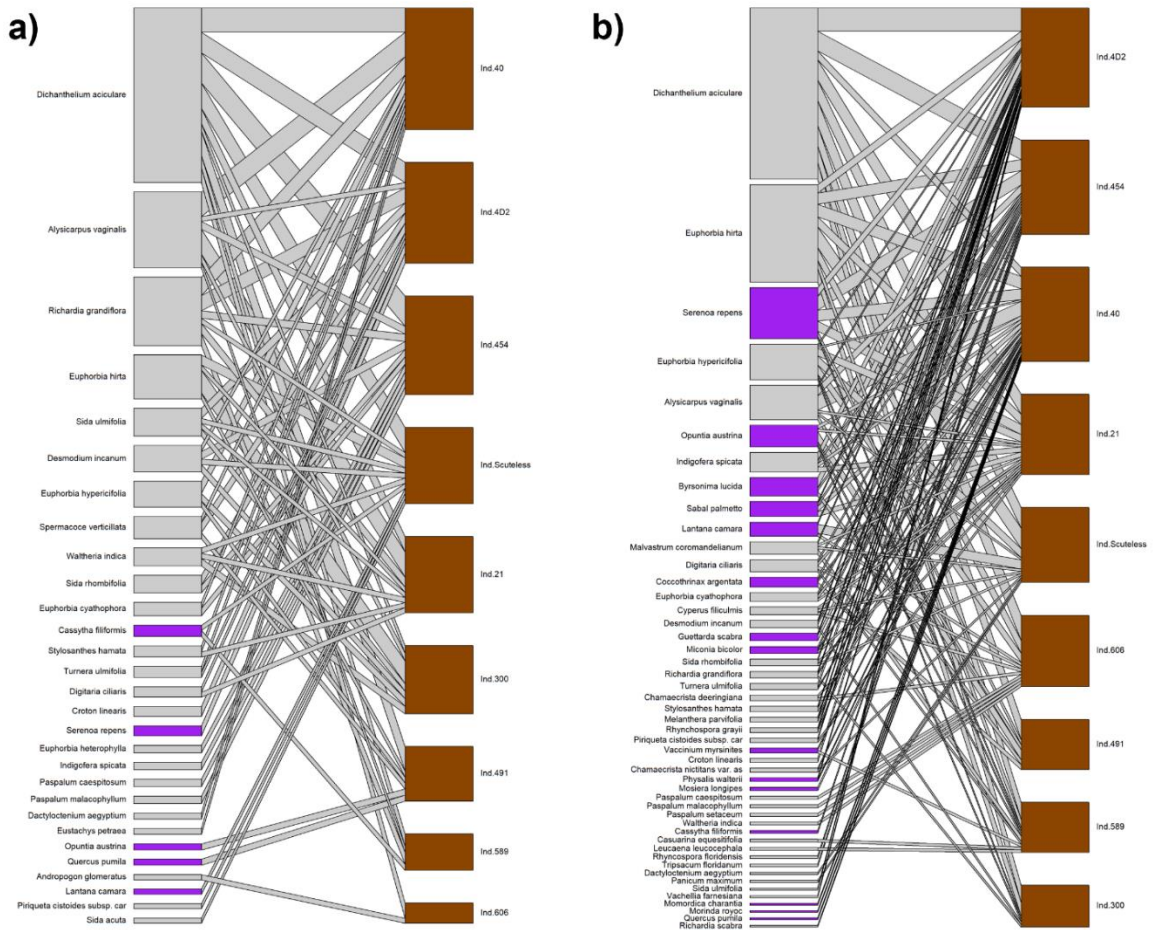 a)
Dichanthelium aciculare
Alysicarpus vaginalis
Richardia grandiflora
Euphorbia hirta
Sida ulmifolia
Desmodium incanum
Euphorbia hypericifolia
Spermacoce verticillata
Waltheria indica
Sida rhombifolia
Euphorbia cyathophora
Cassytha filiformis
Stylosanthes hamata
Turnera ulmifolia
Digitaria ciliaris
Croton linearis
Serenoa repens
Euphorbia heterophylla
Indigofera spicata
Paspalum caespitosum
Paspalum malacophyllum
Dactyloctenium aegyptium
Eustachys petraea
Opuntia austrina
Quercus pumila
Andropogon glomeratus
Lantana camara
Piriqueta cistoides subsp. car
Sida acuta
Ind.40
Ind.4D2
Ind.454
Ind.Scuteless
Ind.21
Ind.300
Ind.491
Ind.589
Ind.606
b)
Dichanthelium aciculare
Euphorbia hirta
Serenoa repens
Euphorbia hypericifolia
Alysicarpus vaginalis
Opuntia austrina
Indigofera spicata
Byrsonima lucida
Sabal palmetto
Lantana camara
Malvastrum coromandelianum
Digitaria ciliaris
Coccothrinax argentata
Euphorbia cyathophora
Cyperus filiculmis
Desmodium incanum
Guettarda scabra
Miconia bicolor
Sida rhombifolia
Richardia grandiflora
Turnera ulmifolia
Chamaecrista deeringiana
Stylosanthes hamata
Melanthera parvifolia
Rhynchospora grayii
Piriqueta cistoides subsp. car
Vaccinium myrsinites
Croton linearis
Chamaecrista nictitans var. as
Physalis walterii
Mosiera longipes
Paspalum caespitosum
Paspalum malacophyllum
Paspalum setaceum
Waltheria indica
Cassytha filiformis
Casuarina equesitifolia
Leucaena leucocephala
Rhyncospora floridensis
Tripsacum floridanum
Dactyloctenium aegyptium
Panicum maximum
Sida ulmifolia
Vachellia farnesiana
Momordica charantia
Morinda royoc
Quercus pumila
Richardia scabra
Ind.4D2
Ind.454
Ind.40
Ind.21
Ind.Scuteless
Ind.606
Ind.491
Ind.589
Ind.300